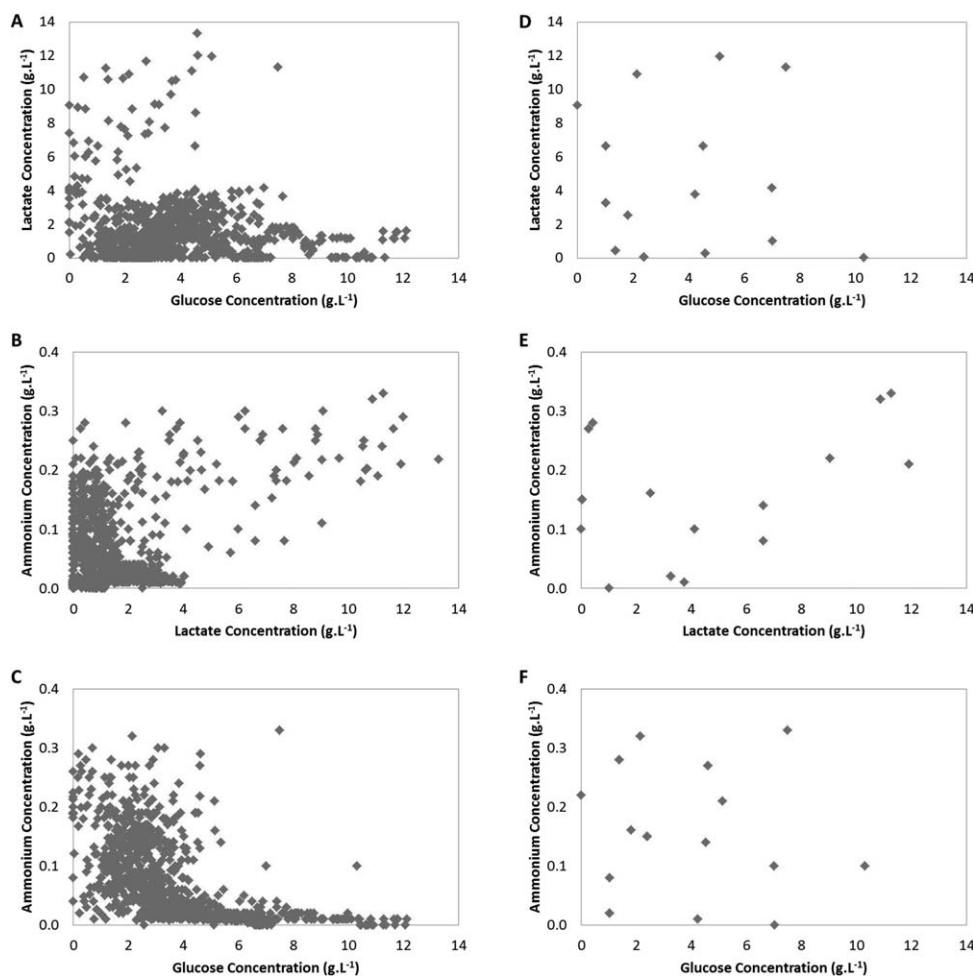 A
14
12
10
8
6
4
2
0
Lactate Concentration (g.L-1)
0 2 4 6 8 10 12 14
Glucose Concentration (g.L-1)
D
14
12
10
8
6
4
2
0
Lactate Concentration (g.L-1)
0 2 4 6 8 10 12 14
Glucose Concentration (g.L-1)
B
0.4
0.3
0.2
0.1
0.0
Ammonium Concentration (g.L-1)
0 2 4 6 8 10 12 14
Lactate Concentration (g.L-1)
E
0.4
0.3
0.2
0.1
0.0
Ammonium Concentration (g.L-1)
0 2 4 6 8 10 12 14
Lactate Concentration (g.L-1)
C
0.4
0.3
0.2
0.1
0.0
Ammonium Concentration (g.L-1)
0 2 4 6 8 10 12 14
Glucose Concentration (g.L-1)
F
0.4
0.3
0.2
0.1
0.0
Ammonium Concentration (g.L-1)
0 2 4 6 8 10 12 14
Glucose Concentration (g.L-1)